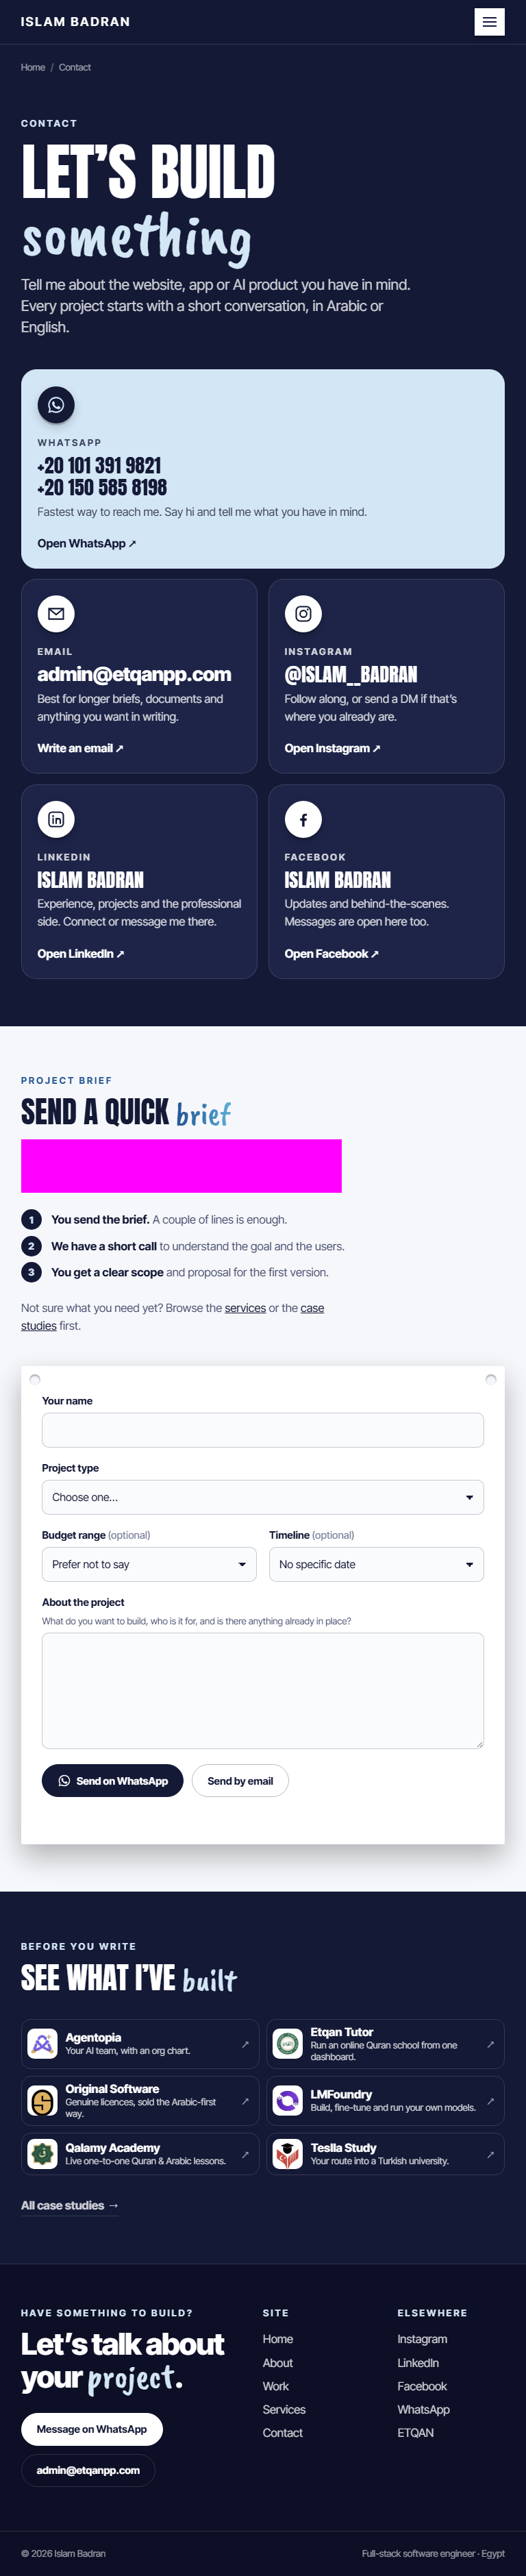 ISLAM BADRAN
Home / Contact
CONTACT
LET'S BUILD
something
Tell me about the website, app or AI product you have in mind.
Every project starts with a short conversation, in Arabic or
English.
WHATSAPP
+20 101 391 9821
+20 150 585 8198
Fastest way to reach me. Say hi and tell me what you have in mind.
Open WhatsApp ↗
EMAIL
admin@etqanpp.com
Best for longer briefs, documents and
anything you want in writing.
Write an email ↗
INSTAGRAM
@ISLAM__BADRAN
Follow along, or send a DM if that's
where you already are.
Open Instagram ↗
LINKEDIN
ISLAM BADRAN
Experience, projects and the professional
side. Connect or message me there.
Open LinkedIn ↗
FACEBOOK
ISLAM BADRAN
Updates and behind-the-scenes.
Messages are open here too.
Open Facebook ↗
PROJECT BRIEF
SEND A QUICK brief
1 You send the brief. A couple of lines is enough.
2 We have a short call to understand the goal and the users.
3 You get a clear scope and proposal for the first version.
Not sure what you need yet? Browse the services or the case
studies first.
Your name
Project type
Choose one...
Budget range (optional) Timeline (optional)
Prefer not to say No specific date
About the project
What do you want to build, who is it for, and is there anything already in place?
Send on WhatsApp Send by email
BEFORE YOU WRITE
SEE WHAT I'VE built
Agentopia
Your AI team, with an org chart. ↗
Etqan Tutor
Run an online Quran school from one
dashboard. ↗
Original Software
Genuine licences, sold the Arabic-first
way. ↗
LMFoundry
Build, fine-tune and run your own models. ↗
Qalamy Academy
Live one-to-one Quran & Arabic lessons. ↗
Teslla Study
Your route into a Turkish university. ↗
All case studies →
HAVE SOMETHING TO BUILD?
Let's talk about
your project.
Message on WhatsApp
admin@etqanpp.com
SITE
Home
About
Work
Services
Contact
ELSEWHERE
Instagram
LinkedIn
Facebook
WhatsApp
ETQAN
© 2026 Islam Badran
Full-stack software engineer · Egypt